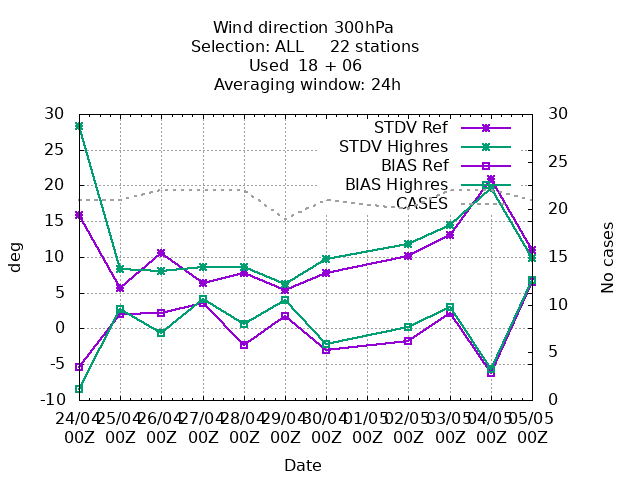 Wind direction 300hPa
Selection: ALL     22 stations
Used  18 + 06
Averaging window: 24h
30
25
20
15
10
5
0
-5
-10
30
25
20
15
10
5
0
deg
No cases
STDV Ref
STDV Highres
BIAS Ref
BIAS Highres
CASES
24/04 25/04 26/04 27/04 28/04 29/04 30/04 01/05 02/05 03/05 04/05 05/05
00Z 00Z 00Z 00Z 00Z 00Z 00Z 00Z 00Z 00Z 00Z 00Z
Date